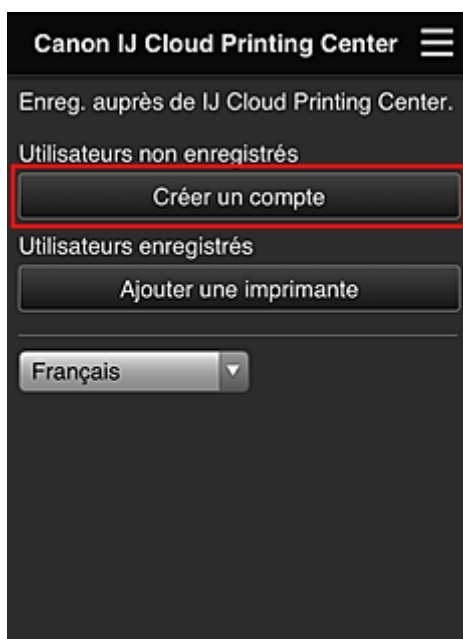 Canon IJ Cloud Printing Center
Enreg. auprès de IJ Cloud Printing Center.
Utilisateurs non enregistrés
Créer un compte
Utilisateurs enregistrés
Ajouter une imprimante
Français